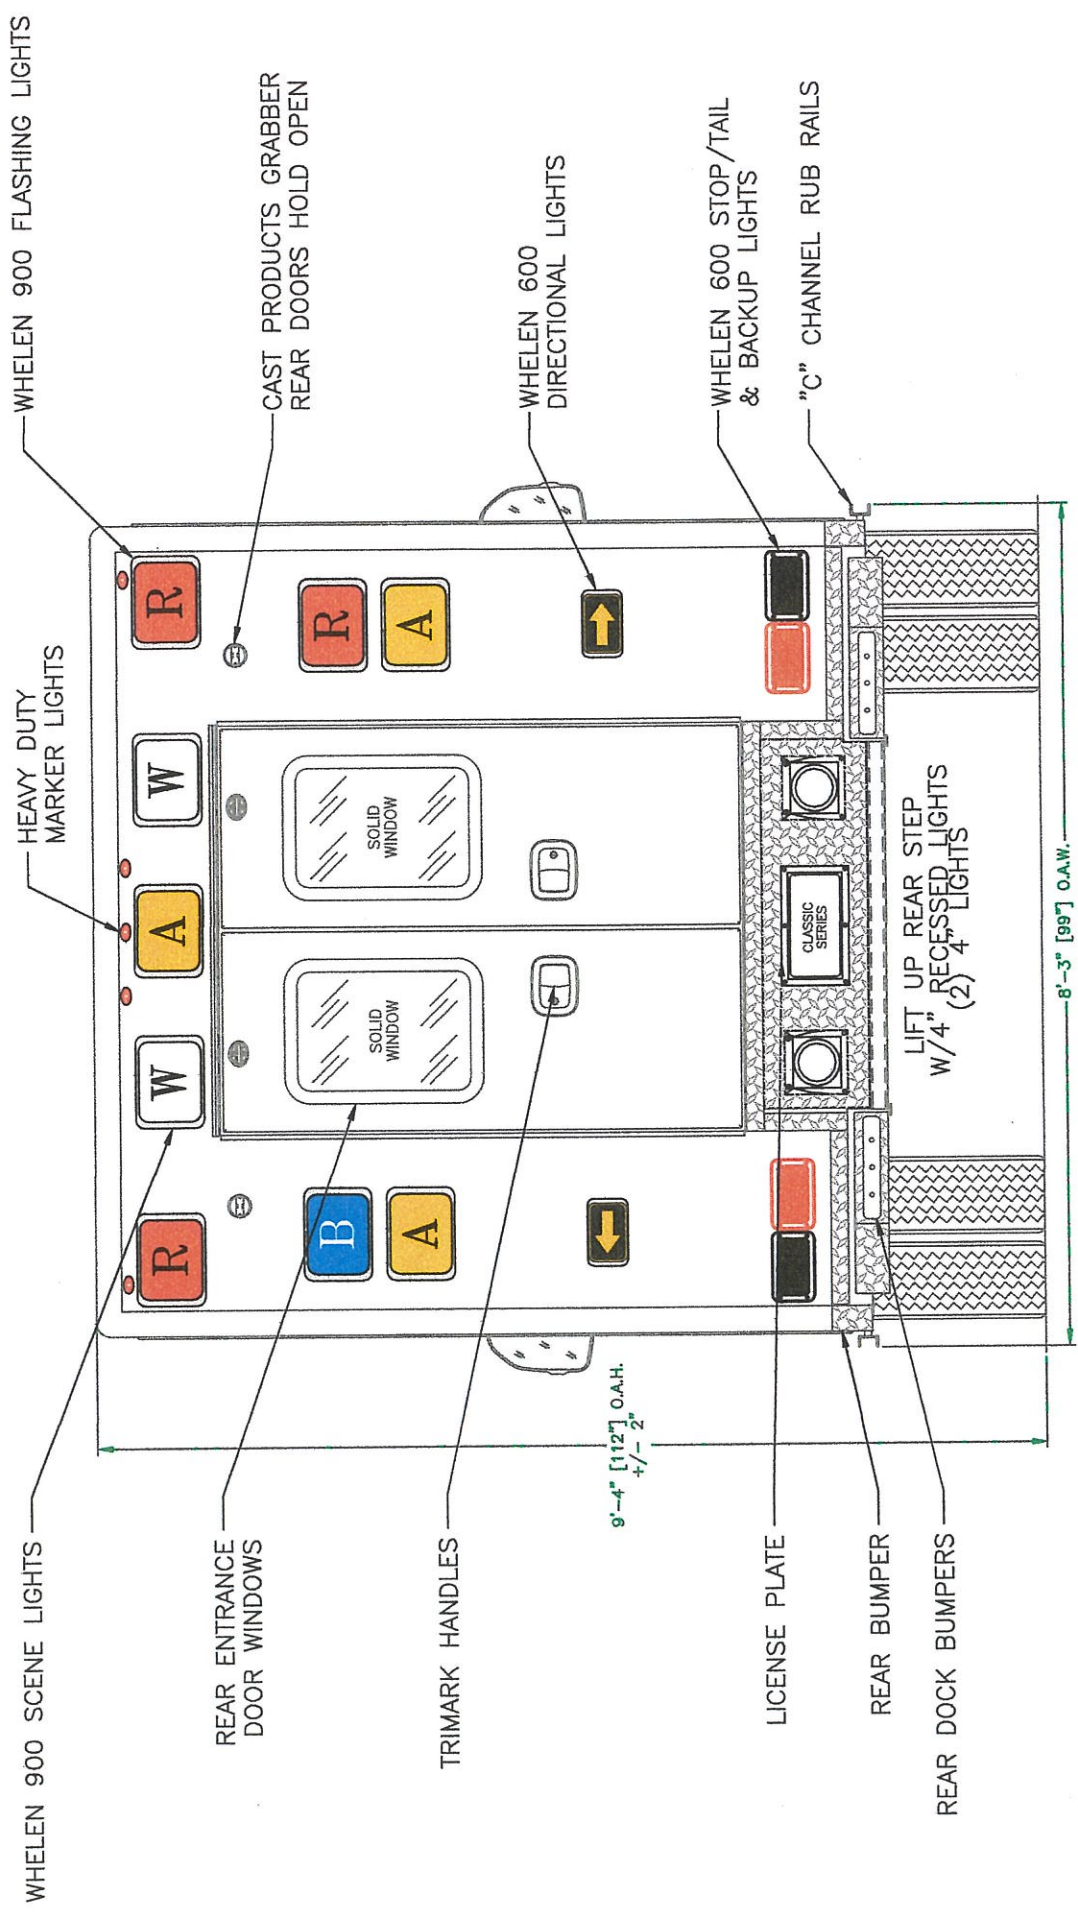 WHELEN 900 SCENE LIGHTS
HEAVY DUTY
MARKER LIGHTS
WHELEN 900 FLASHING LIGHTS
R
W
A
W
R
CAST PRODUCTS GRABBER
REAR DOORS HOLD OPEN
REAR ENTRANCE
DOOR WINDOWS
B
A
SOLID
WINDOW
SOLID
WINDOW
R
A
TRIMARK HANDLES
WHELEN 600
DIRECTIONAL LIGHTS
9'-4" [112"] O.A.H.
+/- 2"
LICENSE PLATE
CLASSIC
SERIES
WHELEN 600 STOP/TAIL
& BACKUP LIGHTS
REAR BUMPER
"C" CHANNEL RUB RAILS
REAR DOCK BUMPERS
LIFT UP REAR STEP
W/4" RECESSED LIGHTS
(2) 4" LIGHTS
8'-3" [99"] O.A.W.